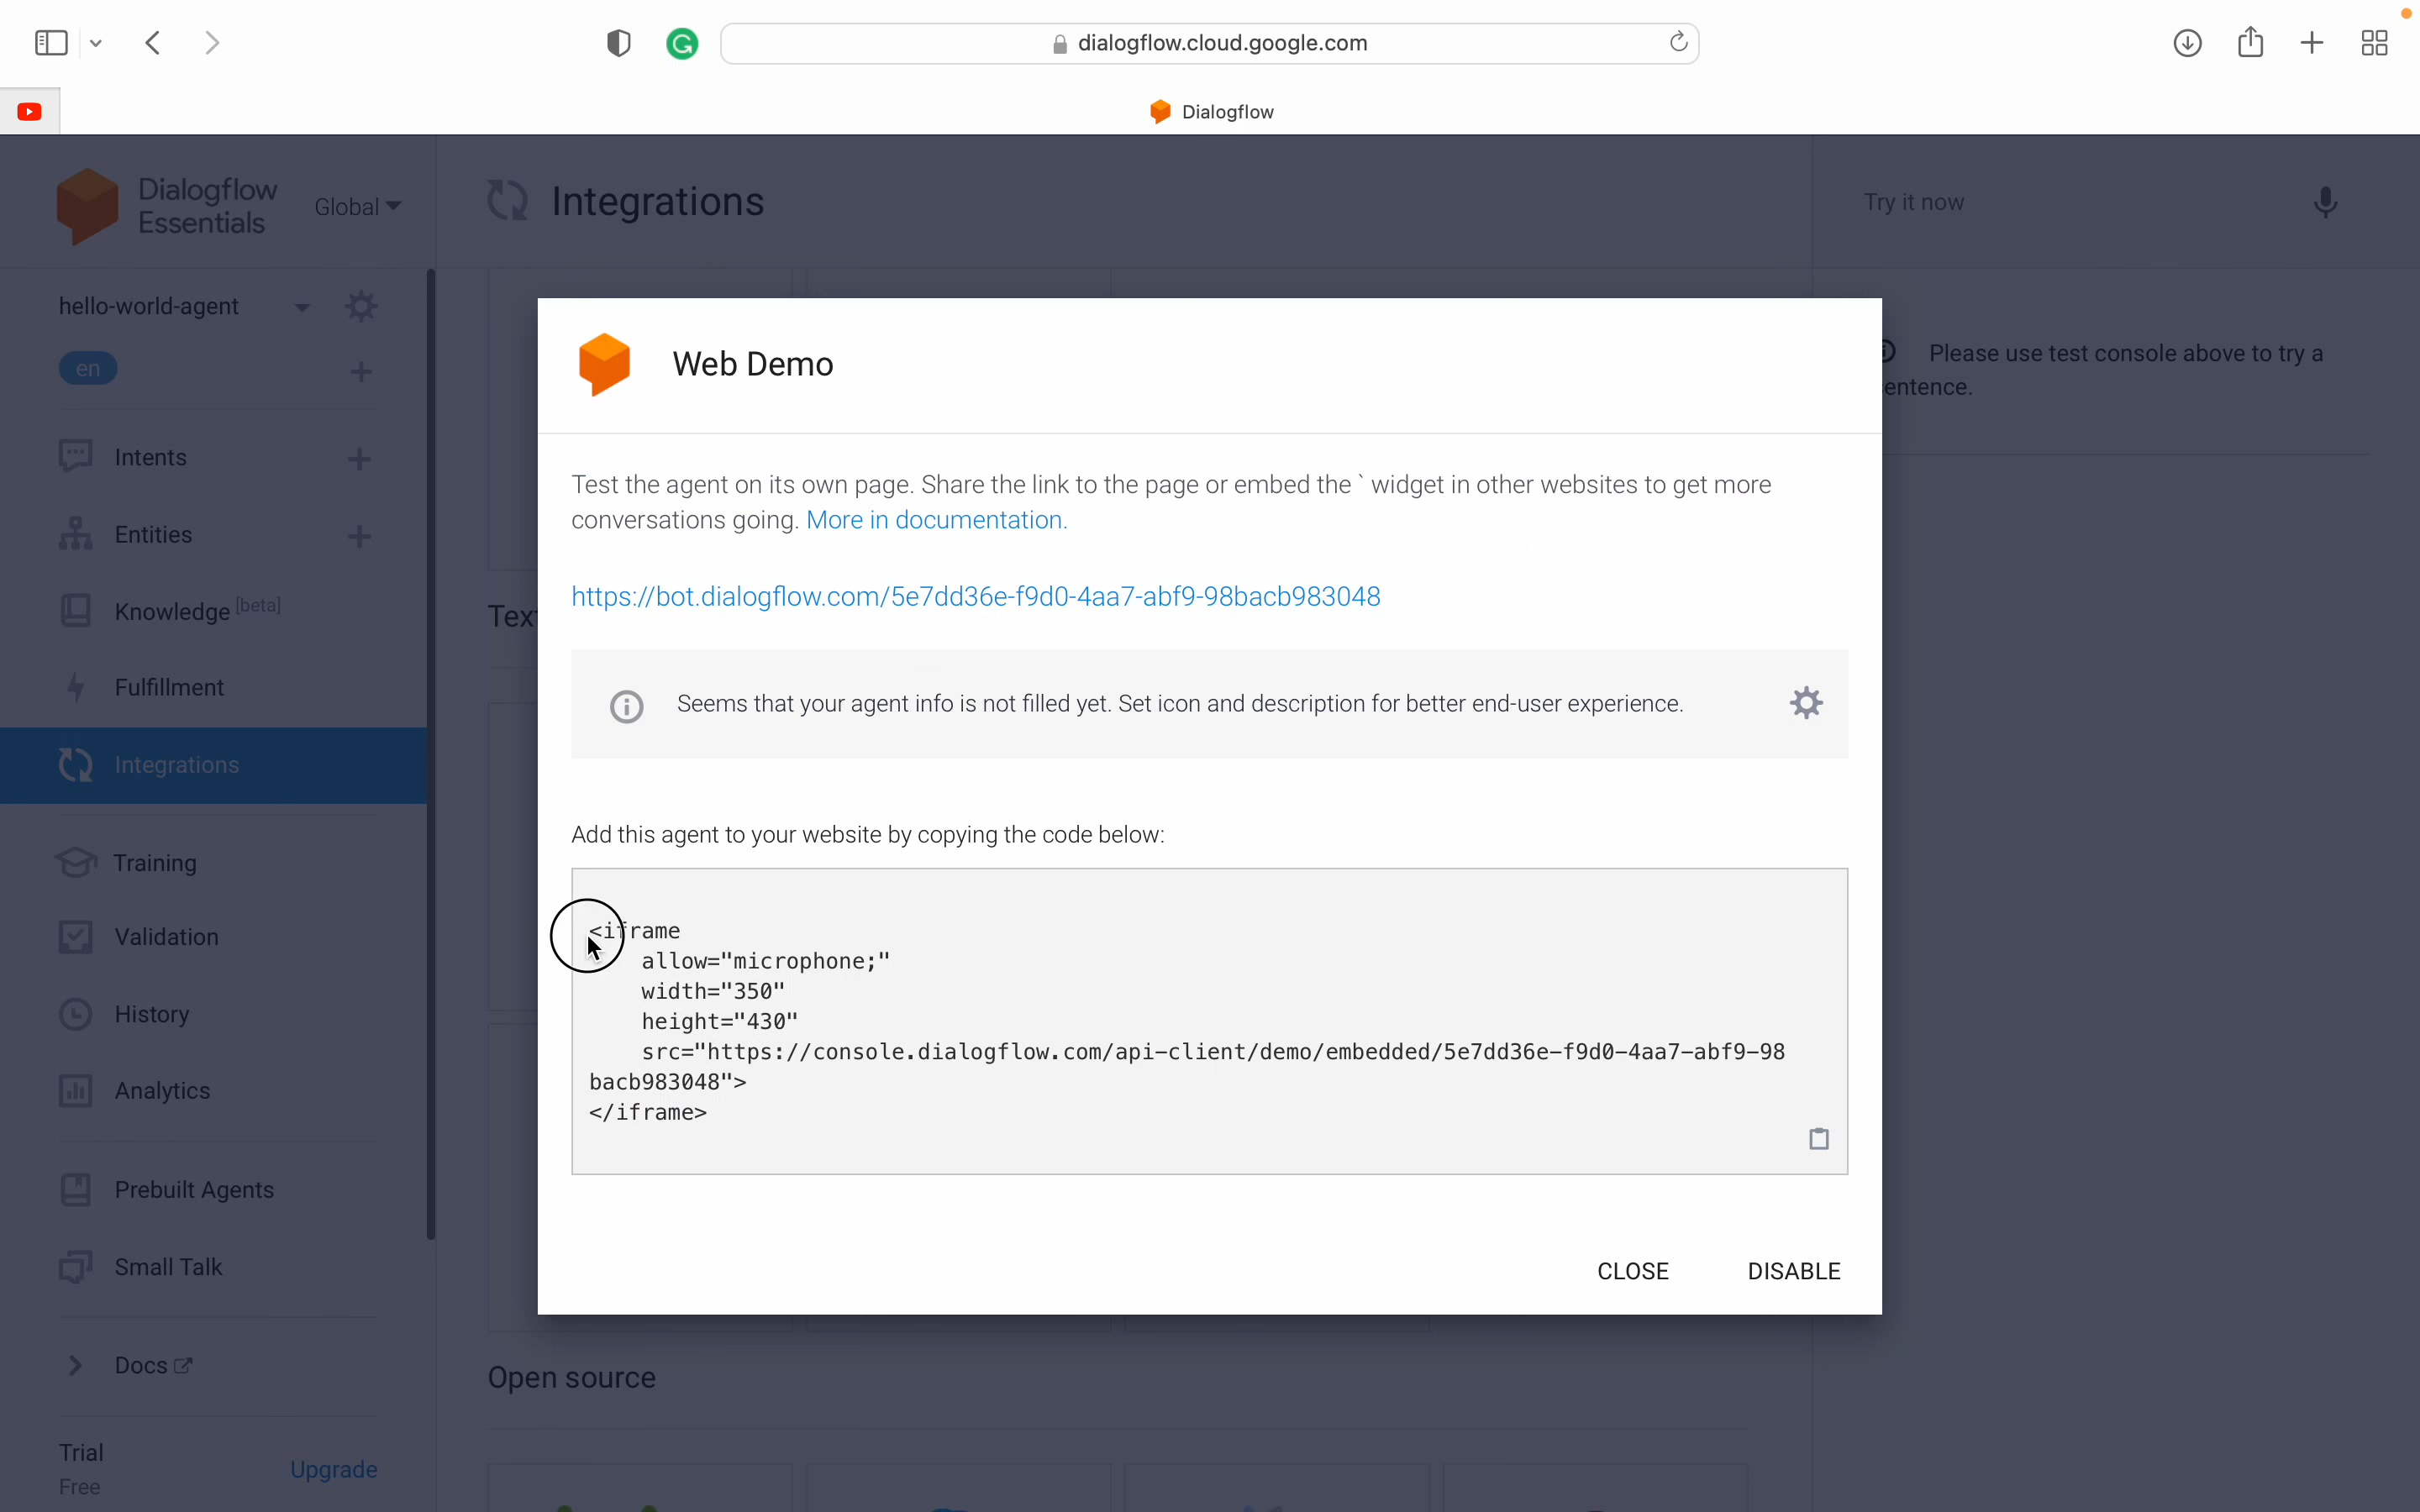 dialogflow.cloud.google.com
Dialogflow
Dialogflow
Essentials
Global
Integrations
Try it now
hello-world-agent
en
Intents
Entities
Knowledge [beta]
Fulfillment
Integrations
Training
Validation
History
Analytics
Prebuilt Agents
Small Talk
Docs
Trial
Free
Upgrade
Please use test console above to try a
entence.
Tex
Web Demo
Test the agent on its own page. Share the link to the page or embed the ` widget in other websites to get more
conversations going. More in documentation.
https://bot.dialogflow.com/5e7dd36e-f9d0-4aa7-abf9-98bacb983048
Seems that your agent info is not filled yet. Set icon and description for better end-user experience.
Add this agent to your website by copying the code below:
<iframe
allow="microphone;"
width="350"
height="430"
src="https://console.dialogflow.com/api-client/demo/embedded/5e7dd36e-f9d0-4aa7-abf9-98
bacb983048">
</iframe>
CLOSE
DISABLE
Open source